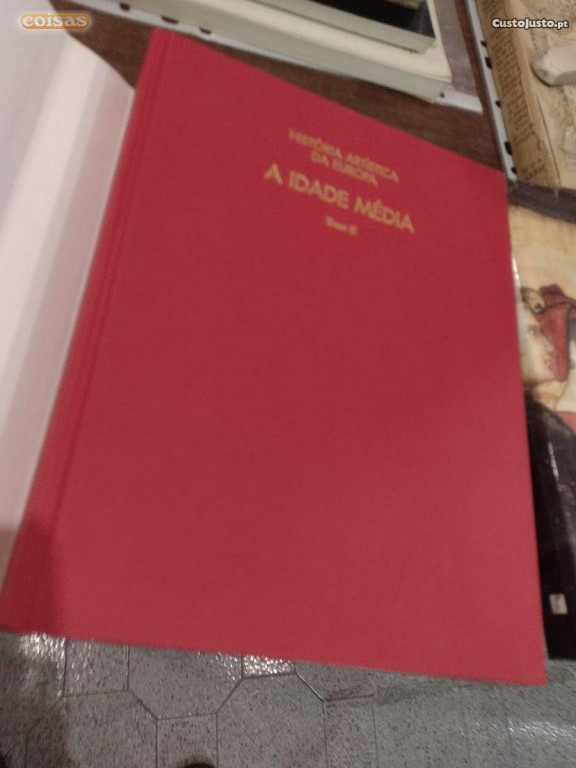 coisas
CustoJusto.pt
HISTÓRIA ARTÍSTICA
DA EUROPA
A IDADE MÉDIA
Tomo II